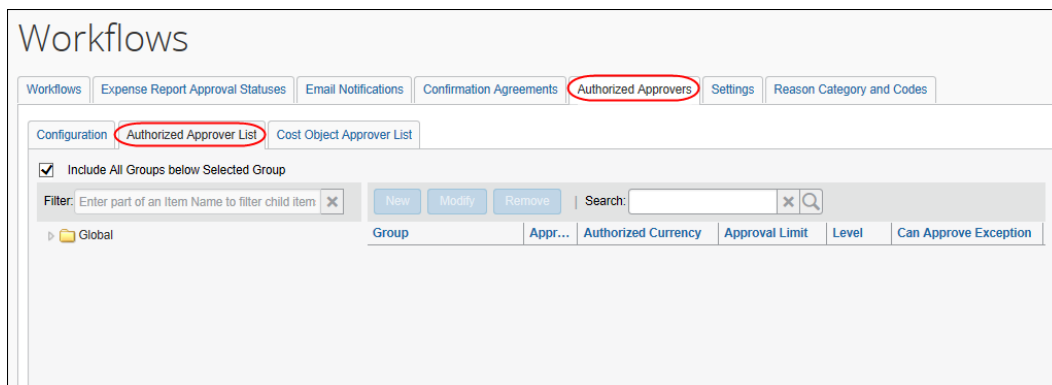 Workflows
Workflows Expense Report Approval Statuses Email Notifications Confirmation Agreements Authorized Approvers Settings Reason Category and Codes
Configuration Authorized Approver List Cost Object Approver List
Include All Groups below Selected Group
Filter: Enter part of an Item Name to filter child item New Modify Remove | Search:
Global Group Appr... Authorized Currency Approval Limit Level Can Approve Exception